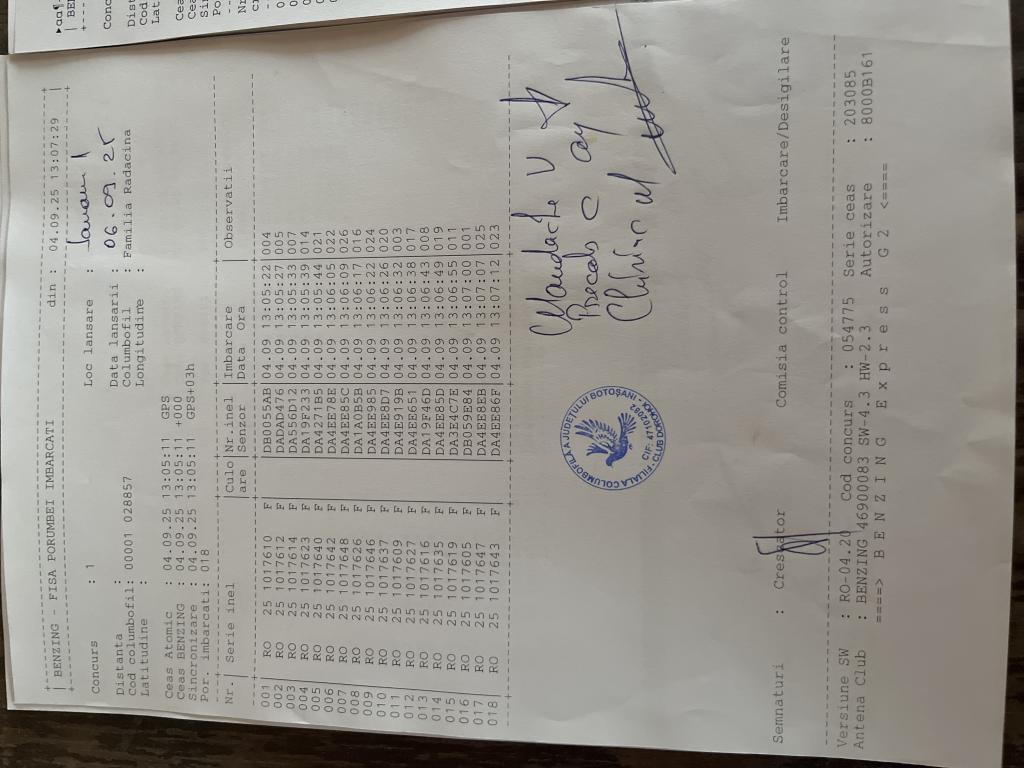 BENZING - FISA PORUMBEI IMBARCATI din : 04.09.25 13:07:29
Concurs : 1 Loc lansare :
Distanta : Data lansarii : 06.09.25
Cod columbofil: 00001 028857 Columbofil : Familia Radacina
Latitudine : Longitudine :
Ceas Atomic : 04.09.25 13:05:11 GPS
Ceas BENZING : 04.09.25 13:05:11 +000
Sincronizare : 04.09.25 13:05:11 GPS+03h
Por. imbarcati: 018
Nr. | Serie inel |Culo|Nr.inel |Imbarcare | Observatii
are |Senzor |Data Ora
001 RO 25 1017610 F DB0055AB 04.09 13:05:22 004
002 RO 25 1017612 F DADAD476 04.09 13:05:27 005
003 RO 25 1017614 F DA556D12 04.09 13:05:33 007
004 RO 25 1017623 F DA19F233 04.09 13:05:39 014
005 RO 25 1017640 F DA4271B5 04.09 13:05:44 021
006 RO 25 1017642 F DA4EE78E 04.09 13:06:05 022
007 RO 25 1017648 F DA4EE85C 04.09 13:06:09 026
008 RO 25 1017626 F DA1A0B5B 04.09 13:06:17 016
009 RO 25 1017646 F DA4EE985 04.09 13:06:22 024
010 RO 25 1017637 F DA4EE8D7 04.09 13:06:26 020
011 RO 25 1017609 F DA4E919B 04.09 13:06:32 003
012 RO 25 1017627 F DA4EE651 04.09 13:06:38 017
013 RO 25 1017616 F DA19F46D 04.09 13:06:43 008
014 RO 25 1017635 F DA4EE85D 04.09 13:06:49 019
015 RO 25 1017619 F DA3E4C7E 04.09 13:06:55 011
016 RO 25 1017605 F DB059E84 04.09 13:07:00 001
017 RO 25 1017647 F DA4EE8EB 04.09 13:07:07 025
018 RO 25 1017643 F DA4EE86F 04.09 13:07:12 023
FILIALA COLUMBOFILA A JUDETULUI BOTOȘANI
Semnaturi : Crescator Comisia control Imbarcare/Desigilare
Versiune SW : RO-04.20 Cod concurs : 054775 Serie ceas : 203085
Antena Club : BENZING 46900083 SW-4.3 HW-2.3 Autorizare : 8000B161
====> B E N Z I N G E x p r e s s G 2 <====